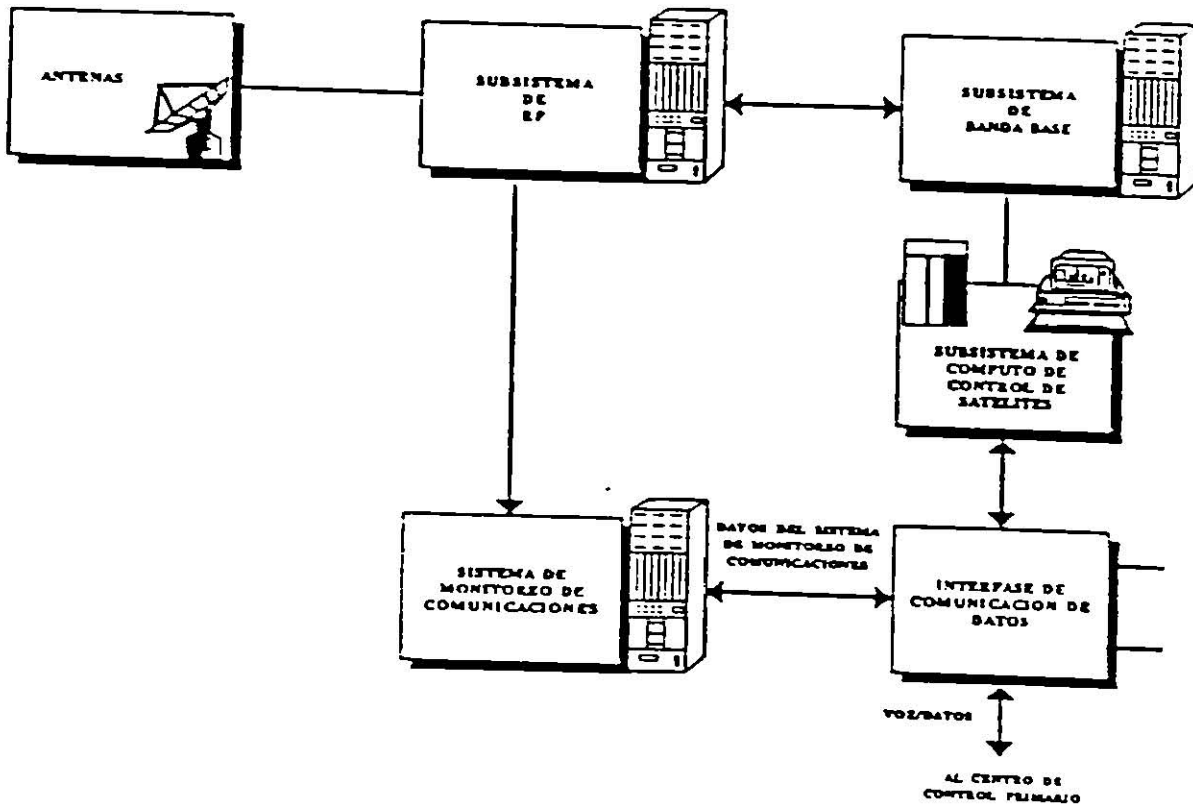 ANTENAS
SUBSISTEMA
DE
RF
SUBSISTEMA
DE
BANDA BASE
SUBSISTEMA DE
COMPUTO DE
CONTROL DE
SATELITES
SISTEMA DE
MONITOREO DE
COMUNICACIONES
DATOS DEL SISTEMA
DE MONITOREO DE
COMUNICACIONES
INTERFASE DE
COMUNICACION DE
DATOS
VOZ/DATOS
AL CENTRO DE
CONTROL PRIMARIO